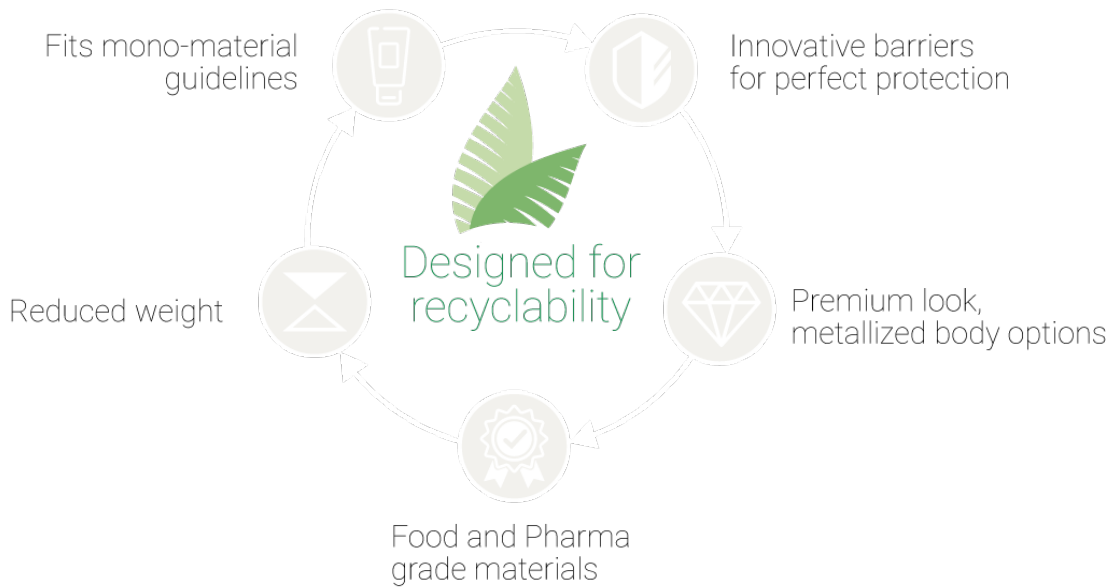 Fits mono-material
guidelines
Innovative barriers
for perfect protection
Designed for
recyclability
Reduced weight
Premium look,
metallized body options
Food and Pharma
grade materials